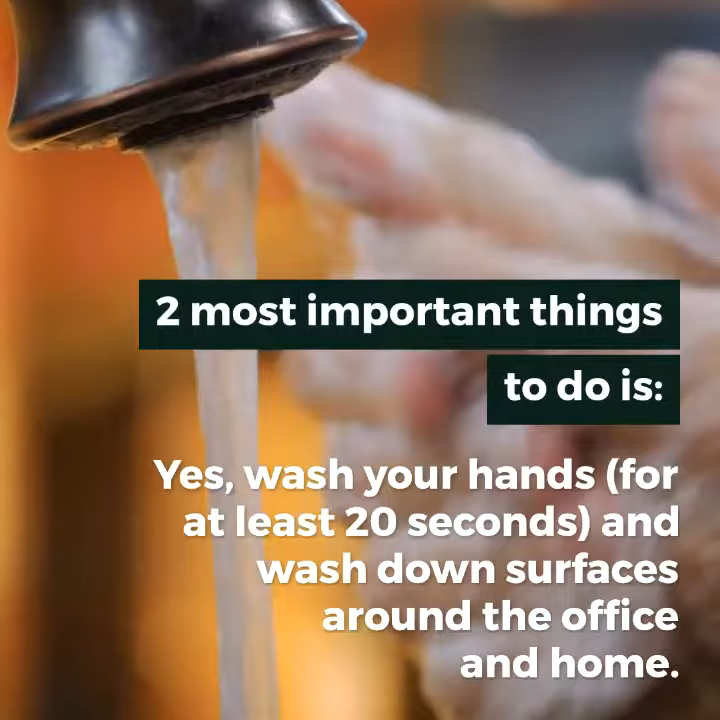 2 most important things
to do is:
Yes, wash your hands (for
at least 20 seconds) and
wash down surfaces
around the office
and home.